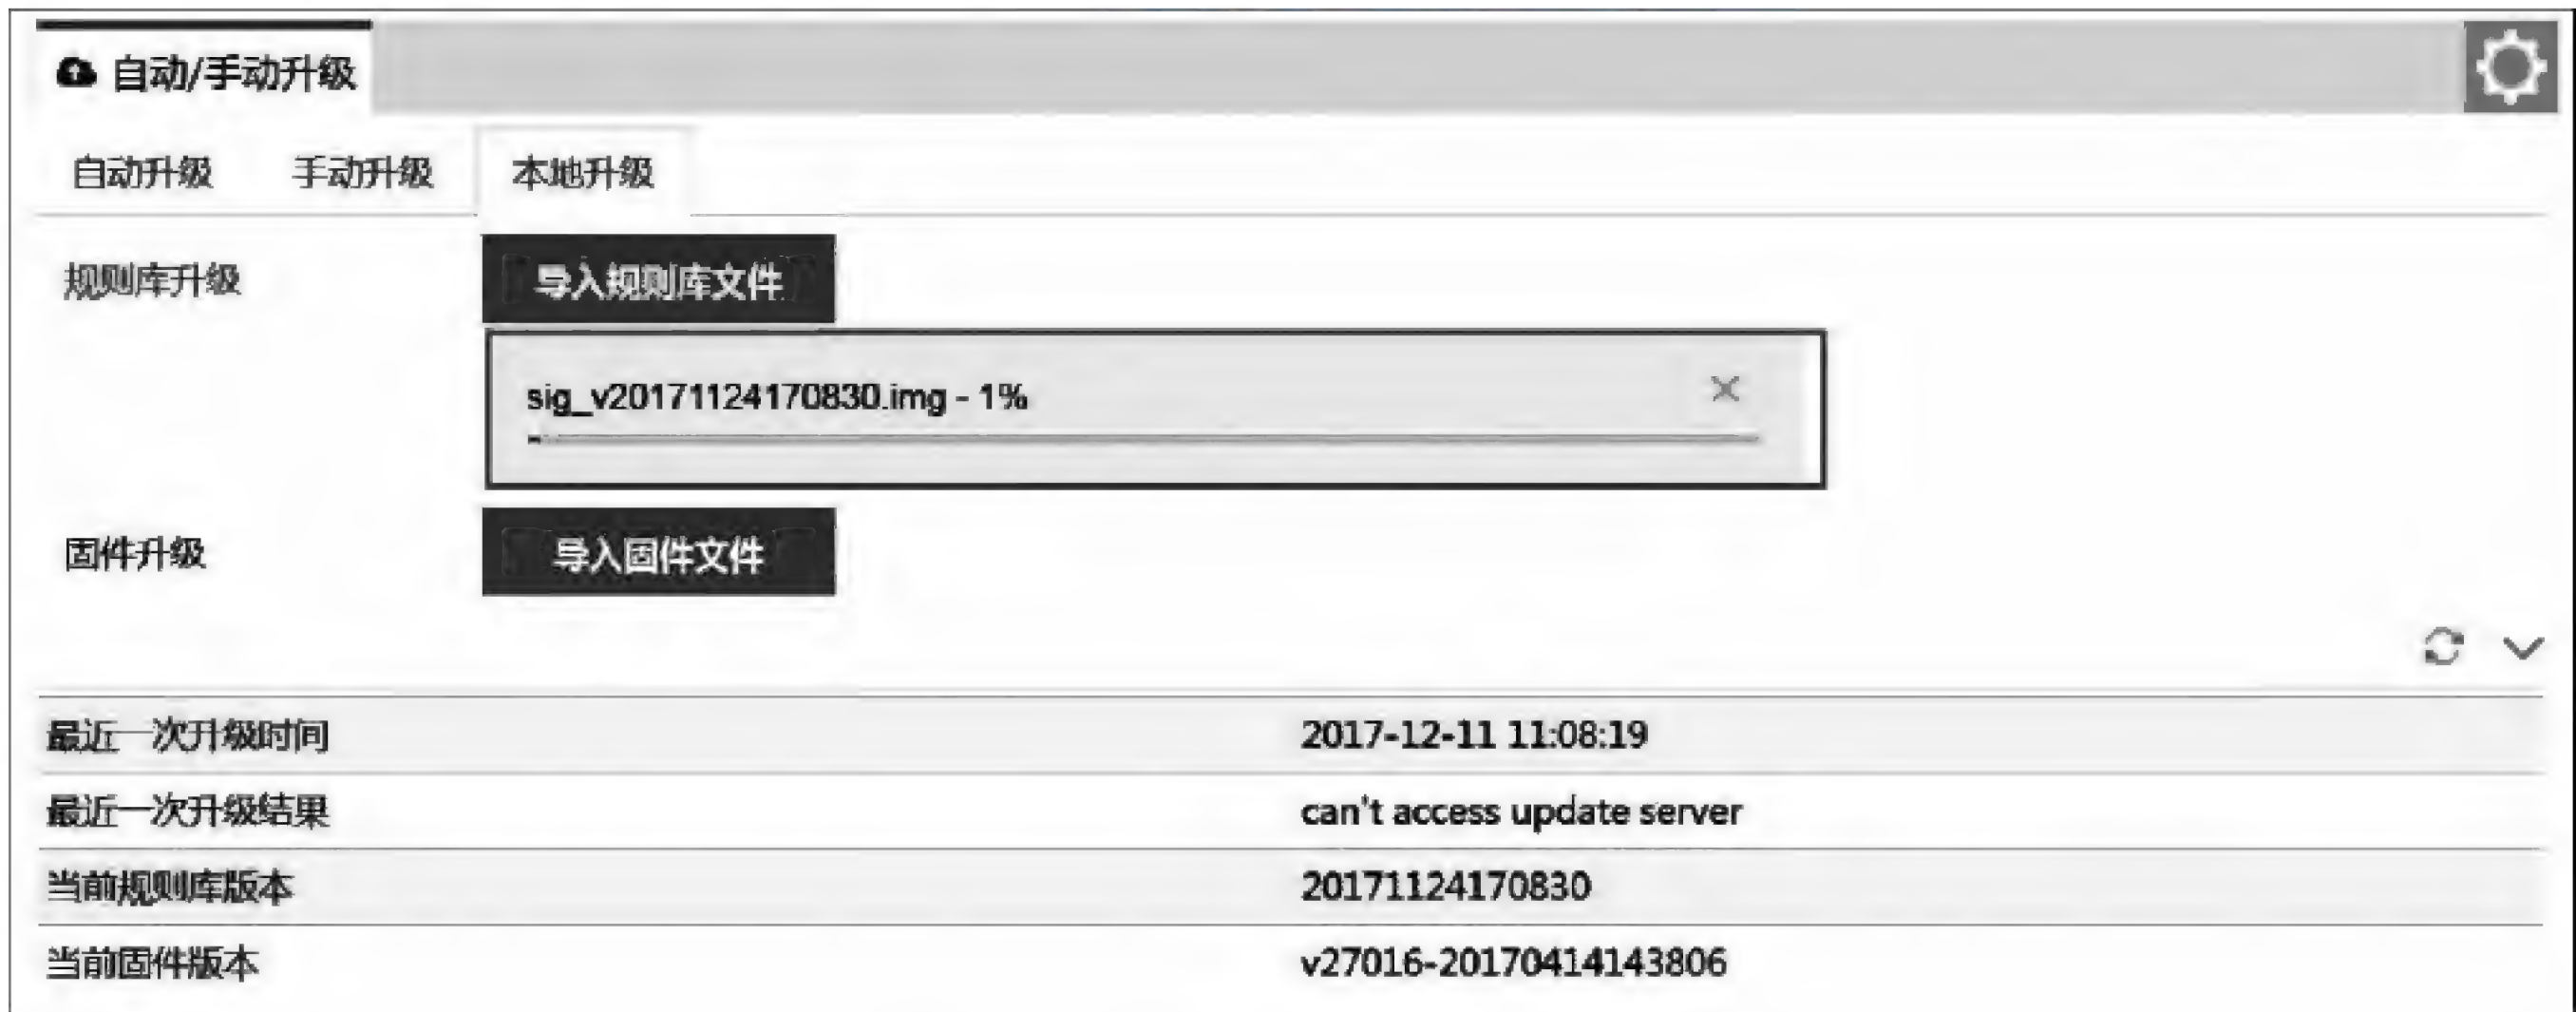 自动/手动升级
自动升级 手动升级 本地升级
规则库升级 导入规则库文件
sig_v20171124170830.img - 1%
固件升级 导入固件文件
最近一次升级时间 2017-12-11 11:08:19
最近一次升级结果 can't access update server
当前规则库版本 20171124170830
当前固件版本 v27016-20170414143806